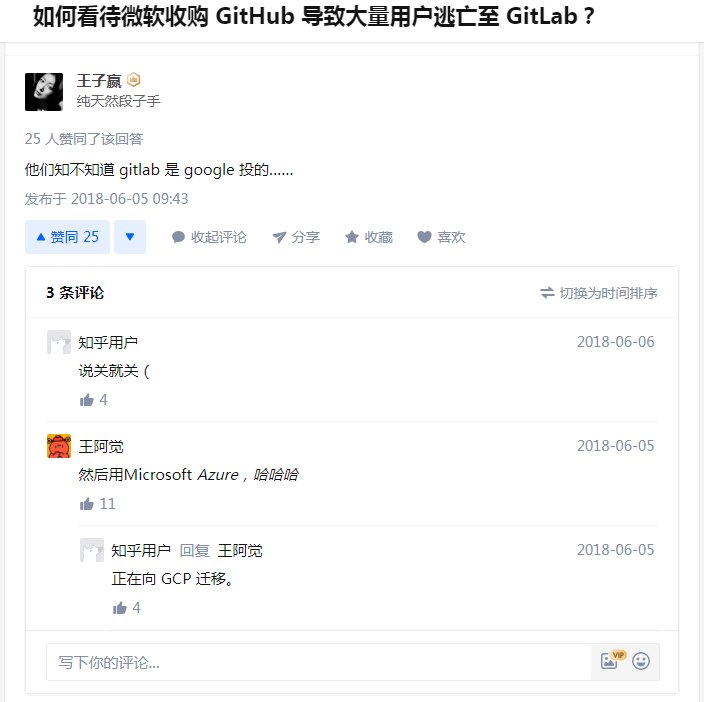 如何看待微软收购 GitHub 导致大量用户逃亡至 GitLab？
王子嬴
纯天然段子手
25 人赞同了该回答
他们知不知道 gitlab 是 google 投的……
发布于 2018-06-05 09:43
赞同 25 收起评论 分享 收藏 喜欢
3 条评论 切换为时间排序
知乎用户 2018-06-06
说关就关（
4
王阿觉 2018-06-05
然后用Microsoft Azure，哈哈哈
11
知乎用户 回复 王阿觉 2018-06-05
正在向 GCP 迁移。
4
写下你的评论... VIP